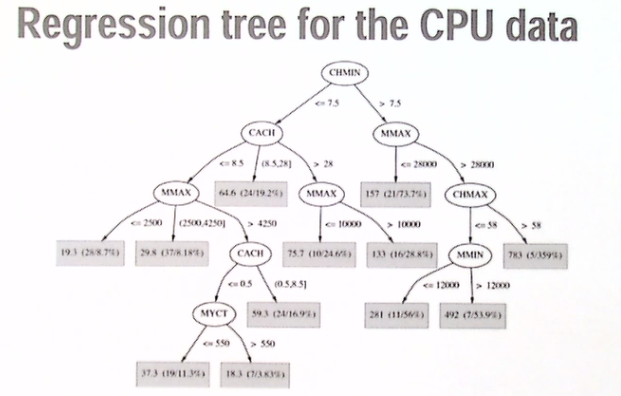 Regression tree for the CPU data
CHMIN
<= 7.5 > 7.5
CACH MMAX
<= 8.5 (8.5,28] > 28 <= 28000 > 28000
MMAX 64.6 (24/19.2%) MMAX 157 (21/73.7%) CHMAX
<= 2500 (2500,4250] > 4250 <= 10000 > 10000 <= 58 > 58
19.3 (28/8.7%) 29.8 (37/8.18%) CACH 75.7 (10/24.6%) 133 (16/28.8%) MMIN 783 (5/359%)
<= 0.5 (0.5,8.5] <= 12000 > 12000
MYCT 59.3 (24/16.9%) 281 (11/56%) 492 (7/53.9%)
<= 550 > 550
37.3 (19/11.3%) 18.3 (7/3.83%)